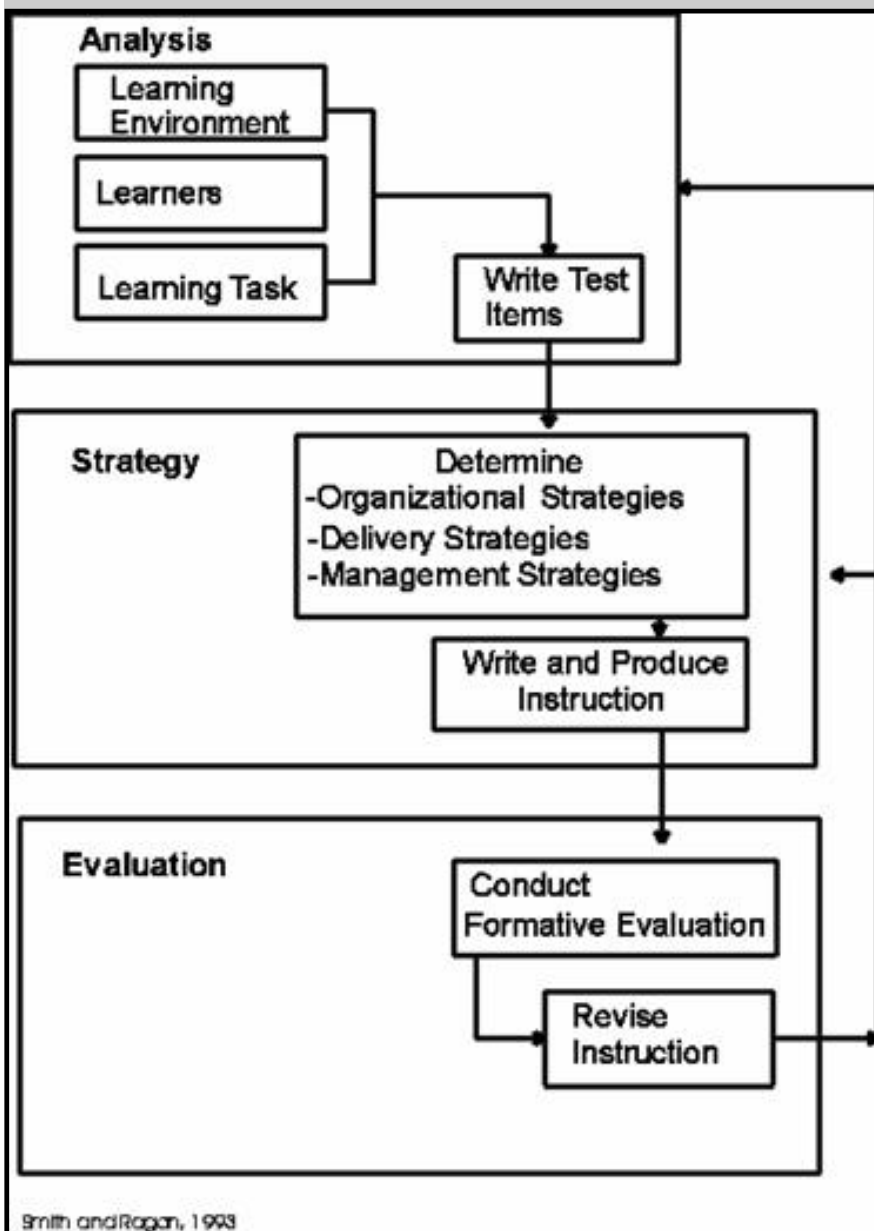 Analysis
Learning
Environment
Learners
Learning Task
Write Test
Items
Strategy
Determine
-Organizational Strategies
-Delivery Strategies
-Management Strategies
Write and Produce
Instruction
Evaluation
Conduct
Formative Evaluation
Revise
Instruction
Smith and Ragan, 1993